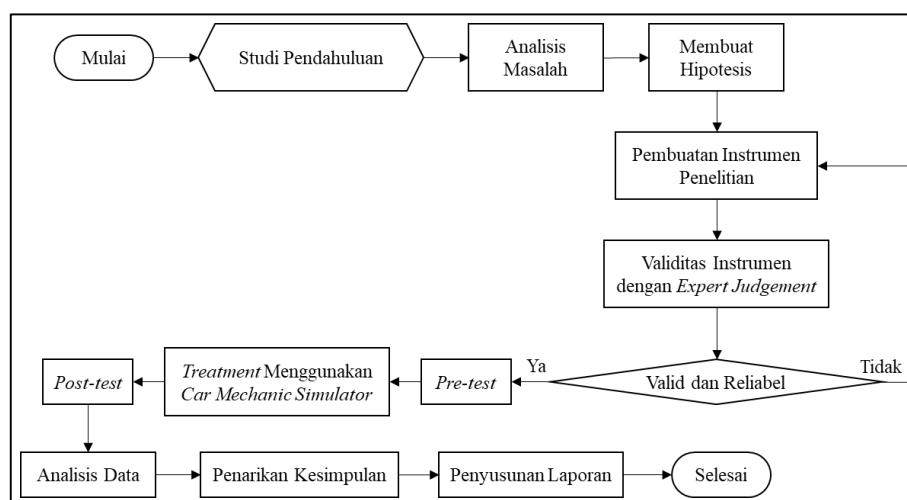 Mulai
Studi Pendahuluan
Analisis
Masalah
Membuat
Hipotesis
Pembuatan Instrumen
Penelitian
Validitas Instrumen
dengan Expert Judgement
Valid dan Reliabel
Tidak
Ya
Pre-test
Treatment Menggunakan
Car Mechanic Simulator
Post-test
Analisis Data
Penarikan Kesimpulan
Penyusunan Laporan
Selesai